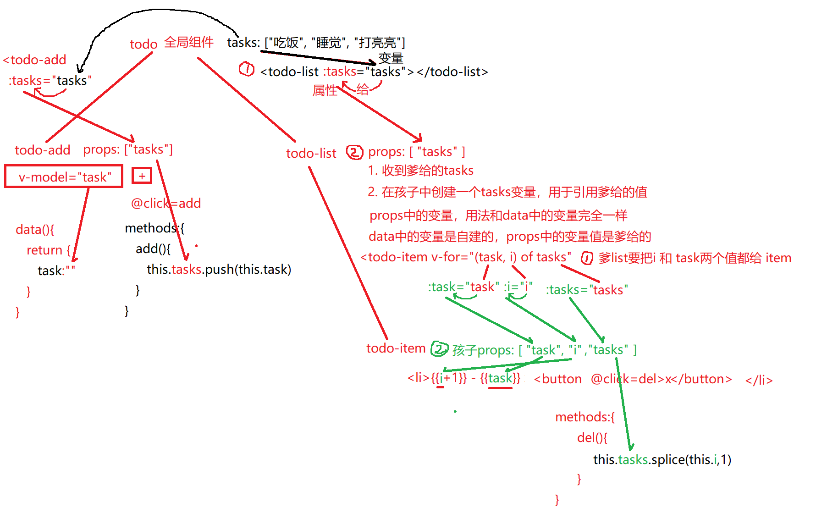 todo 全局组件 tasks: ["吃饭", "睡觉", "打亮亮"]
变量
<todo-add
:tasks="tasks"
① <todo-list :tasks="tasks"></todo-list>
属性 给
todo-add props: ["tasks"]
v-model="task" +
@click=add
data(){
return {
task:""
}
}
methods:{
add(){
this.tasks.push(this.task)
}
}
todo-list ② props: [ "tasks" ]
1. 收到爹给的tasks
2. 在孩子中创建一个tasks变量，用于引用爹给的值
props中的变量，用法和data中的变量完全一样
data中的变量是自建的，props中的变量值是爹给的
<todo-item v-for="(task, i) of tasks" ① 爹list要把i 和 task两个值都给 item
:task="task" :i="i" :tasks="tasks"
todo-item ② 孩子props: [ "task", "i" ,"tasks" ]
<li>{{i+1}} - {{task}} <button @click=del>x</button> </li>
methods:{
del(){
this.tasks.splice(this.i,1)
}
}